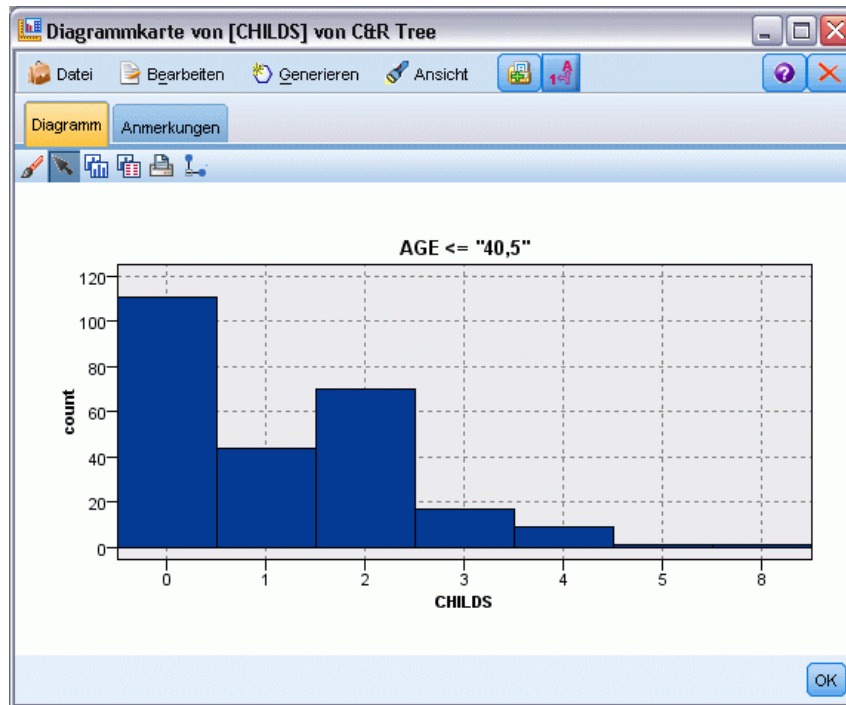 Diagrammkarte von [CHILDS] von C&R Tree
Datei Bearbeiten Generieren Ansicht
Diagramm Anmerkungen
AGE <= "40,5"
120
100
80
60
40
20
0
count
0 1 2 3 4 5 8
CHILDS
OK